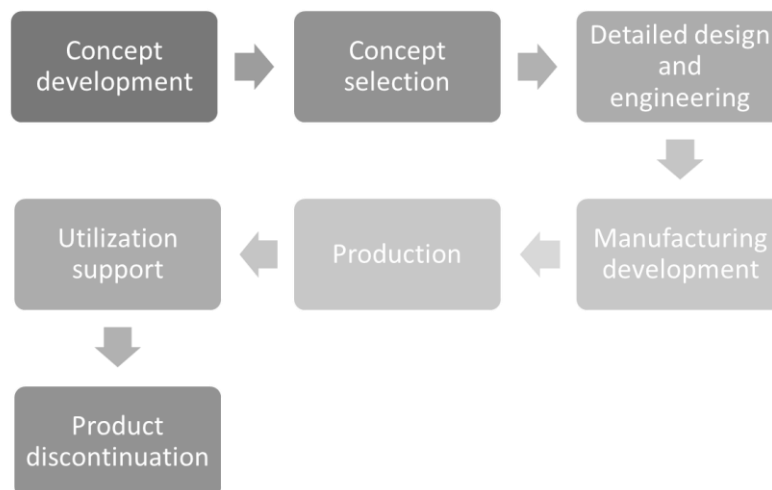 Concept
development
Concept
selection
Detailed design
and
engineering
Manufacturing
development
Production
Utilization
support
Product
discontinuation